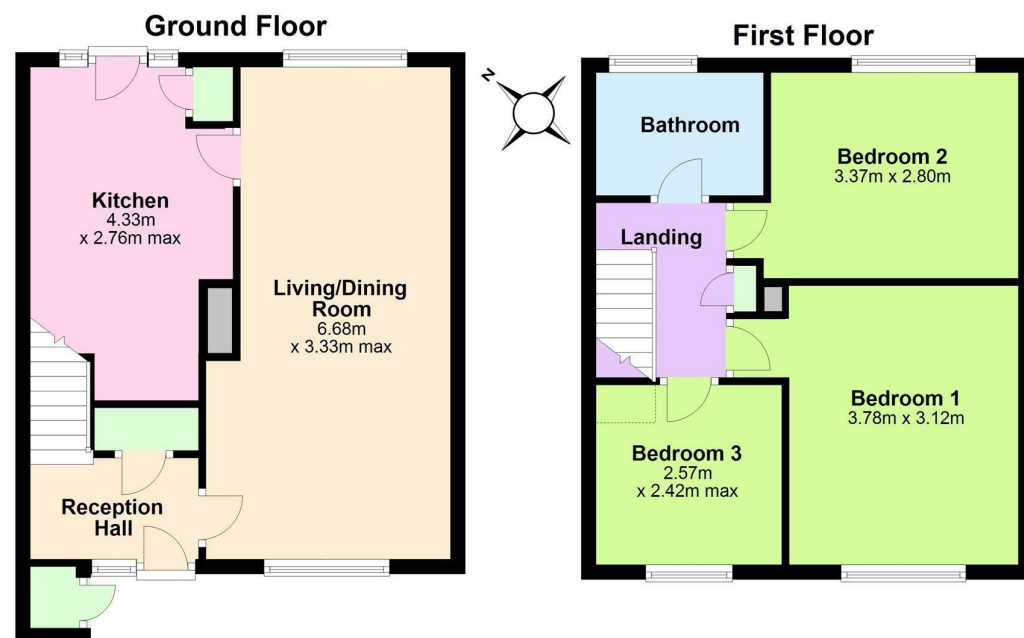 Ground Floor
Kitchen
4.33m
x 2.76m max
Living/Dining
Room
6.68m
x 3.33m max
Reception
Hall
N
First Floor
Bathroom
Bedroom 2
3.37m x 2.80m
Landing
Bedroom 1
3.78m x 3.12m
Bedroom 3
2.57m
x 2.42m max